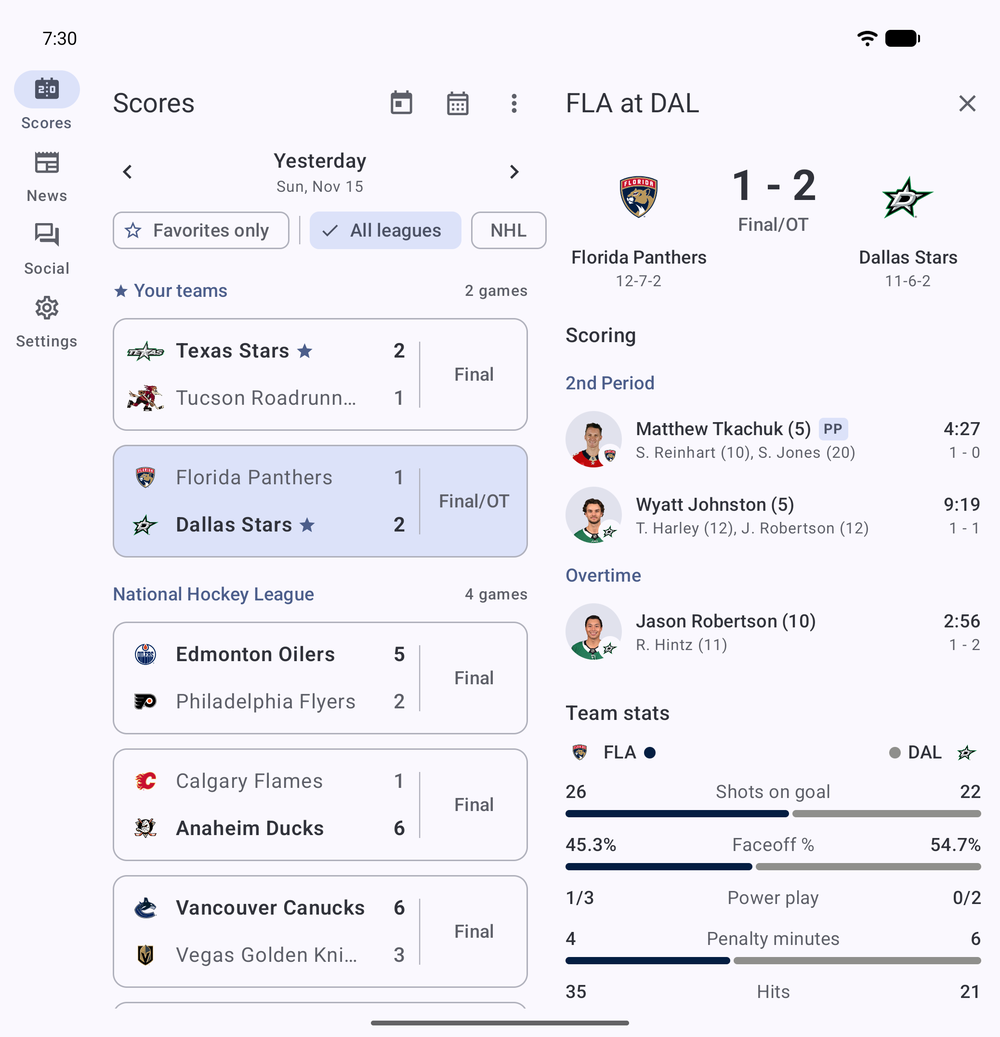 7:30
2:0
Scores
News
Social
Settings
Scores
Yesterday
Sun, Nov 15
Favorites only
All leagues
NHL
Your teams
2 games
Texas Stars
2
Tucson Roadrunn…
1
Final
Florida Panthers
1
Dallas Stars
2
Final/OT
National Hockey League
4 games
Edmonton Oilers
5
Philadelphia Flyers
2
Final
Calgary Flames
1
Anaheim Ducks
6
Final
Vancouver Canucks
6
Vegas Golden Kni…
3
Final
FLA at DAL
FLORIDA
1 - 2
Final/OT
Florida Panthers
12-7-2
Dallas Stars
11-6-2
Scoring
2nd Period
Matthew Tkachuk (5) PP 4:27
S. Reinhart (10), S. Jones (20) 1 - 0
Wyatt Johnston (5) 9:19
T. Harley (12), J. Robertson (12) 1 - 1
Overtime
Jason Robertson (10) 2:56
R. Hintz (11) 1 - 2
Team stats
FLA DAL
26 Shots on goal 22
45.3% Faceoff % 54.7%
1/3 Power play 0/2
4 Penalty minutes 6
35 Hits 21